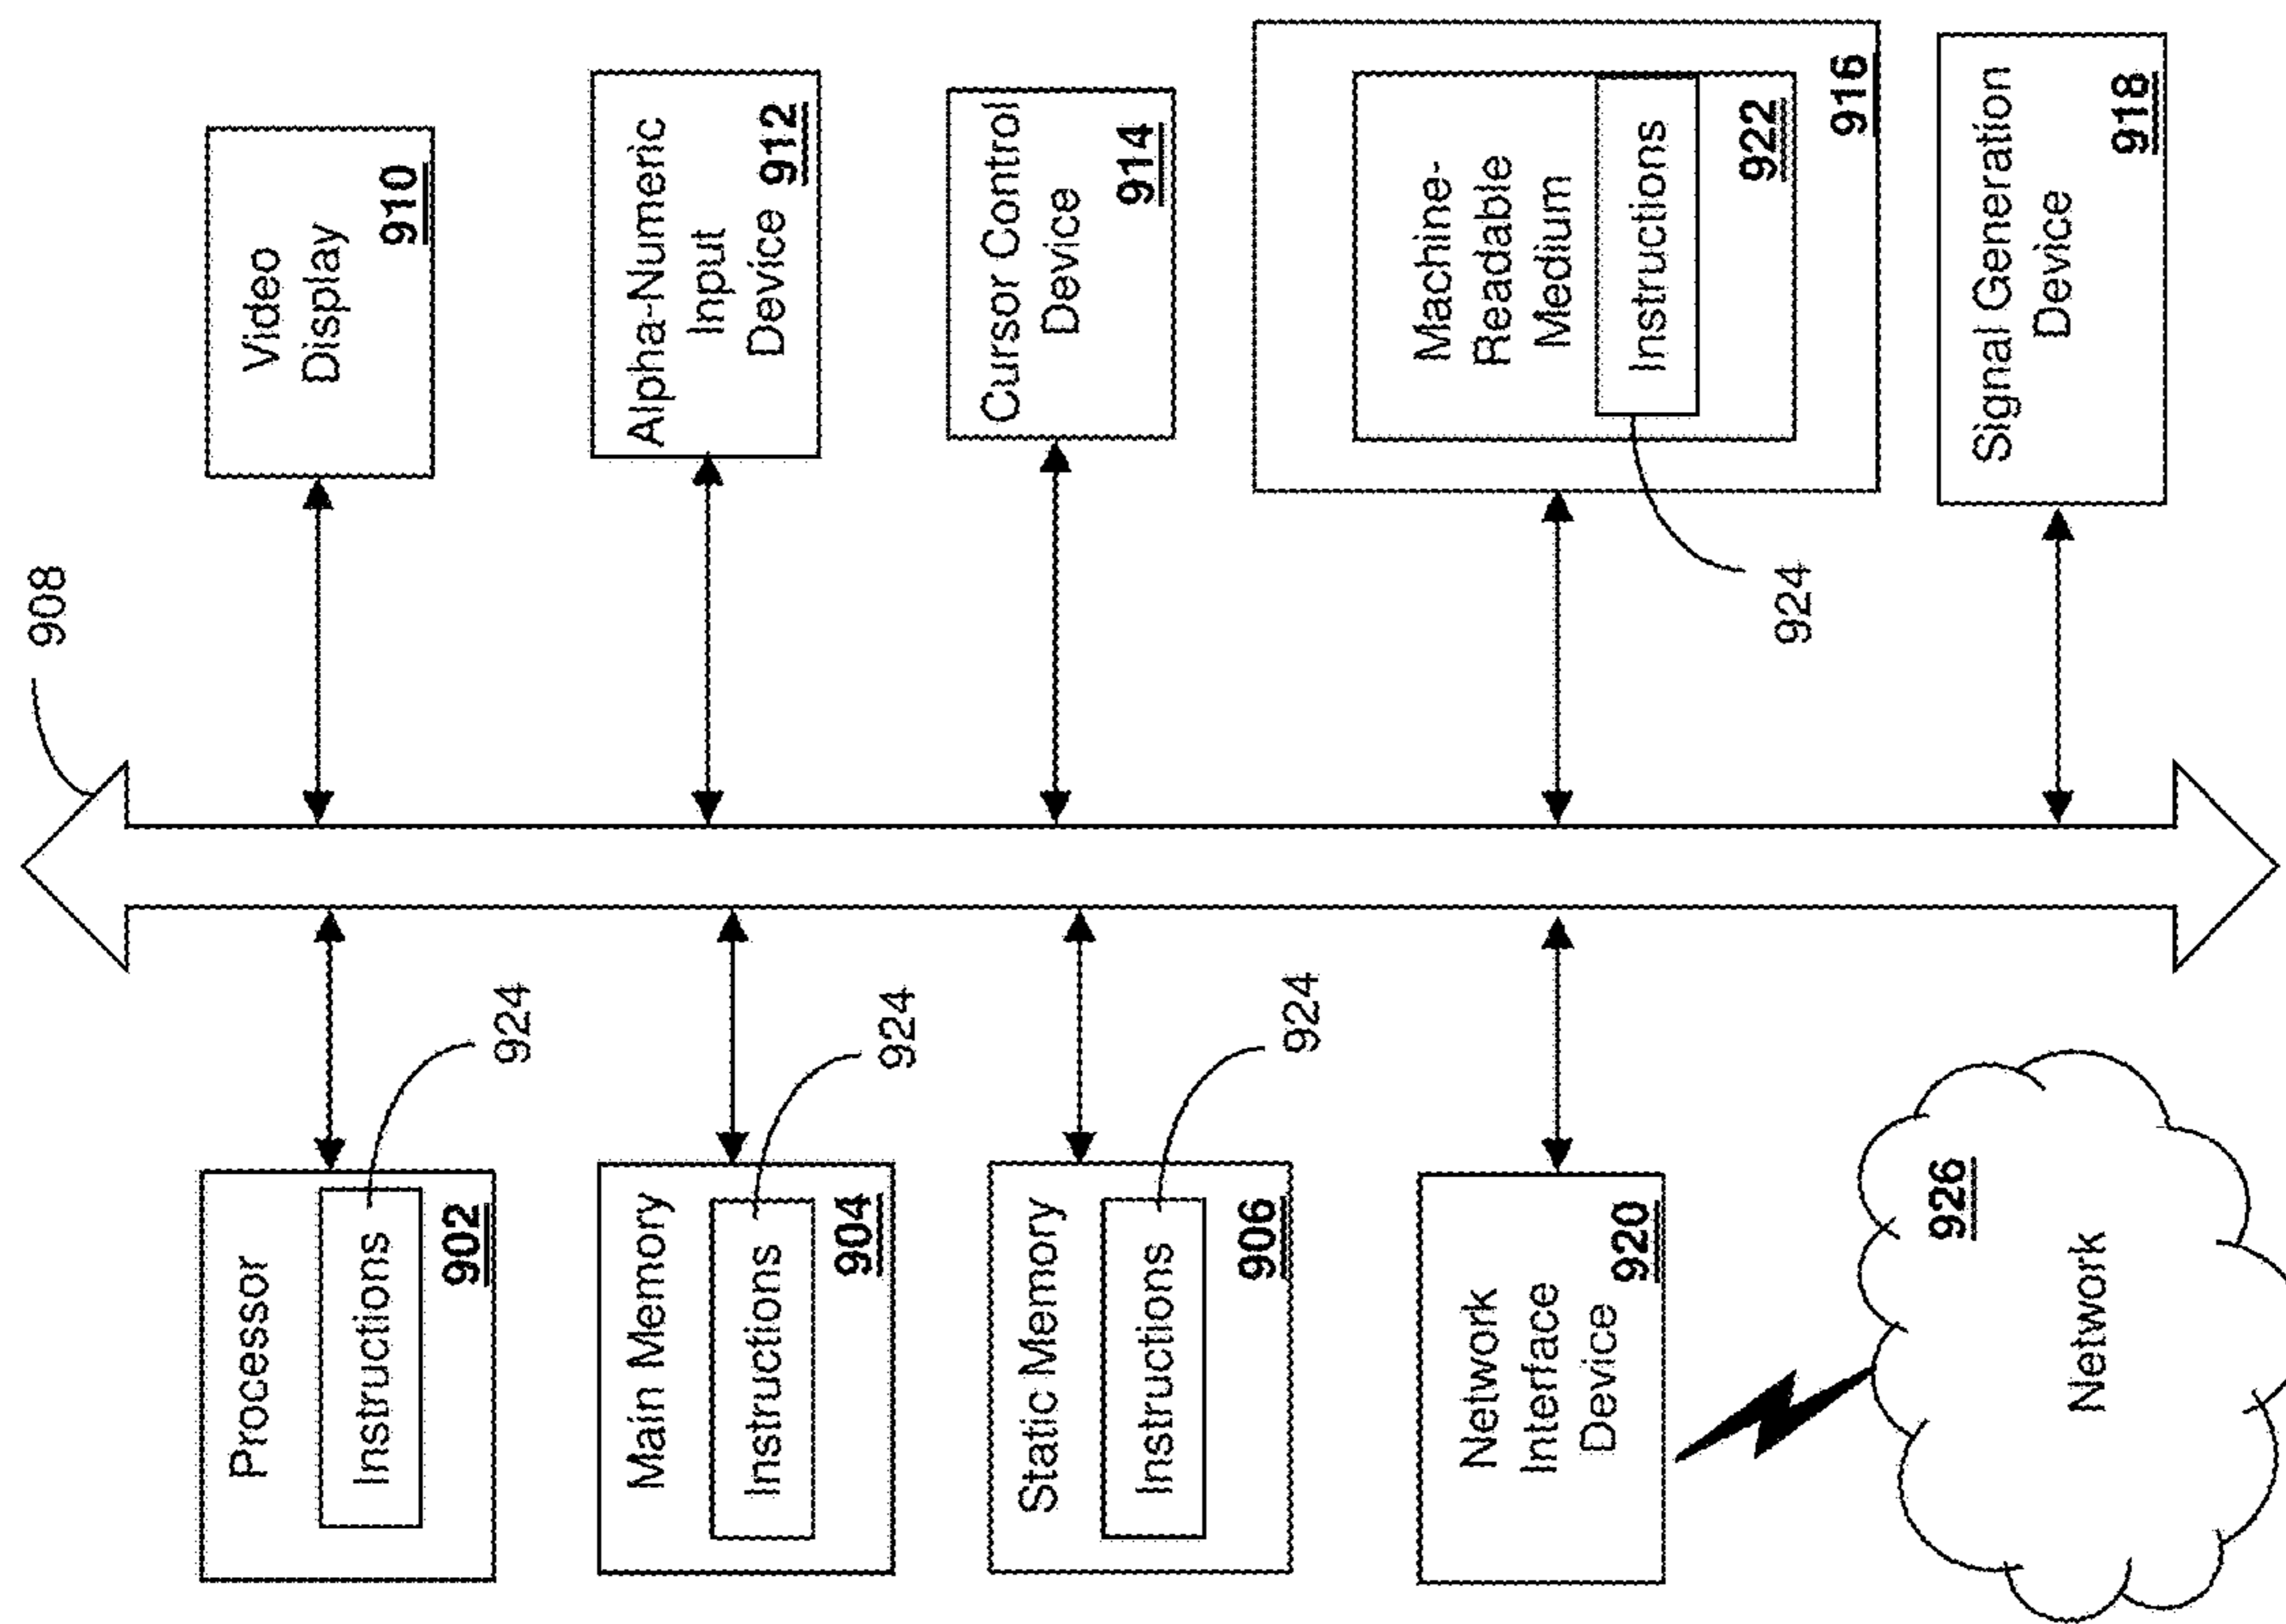 908
Processor
Instructions
902
924
Video
Display
910
Main Memory
Instructions
904
924
Alpha-Numeric
Input
Device 912
Static Memory
Instructions
906
924
Cursor Control
Device
914
Network
Interface
Device
920
Machine-
Readable
Medium
Instructions
922
916
924
926
Network
Signal Generation
Device
918